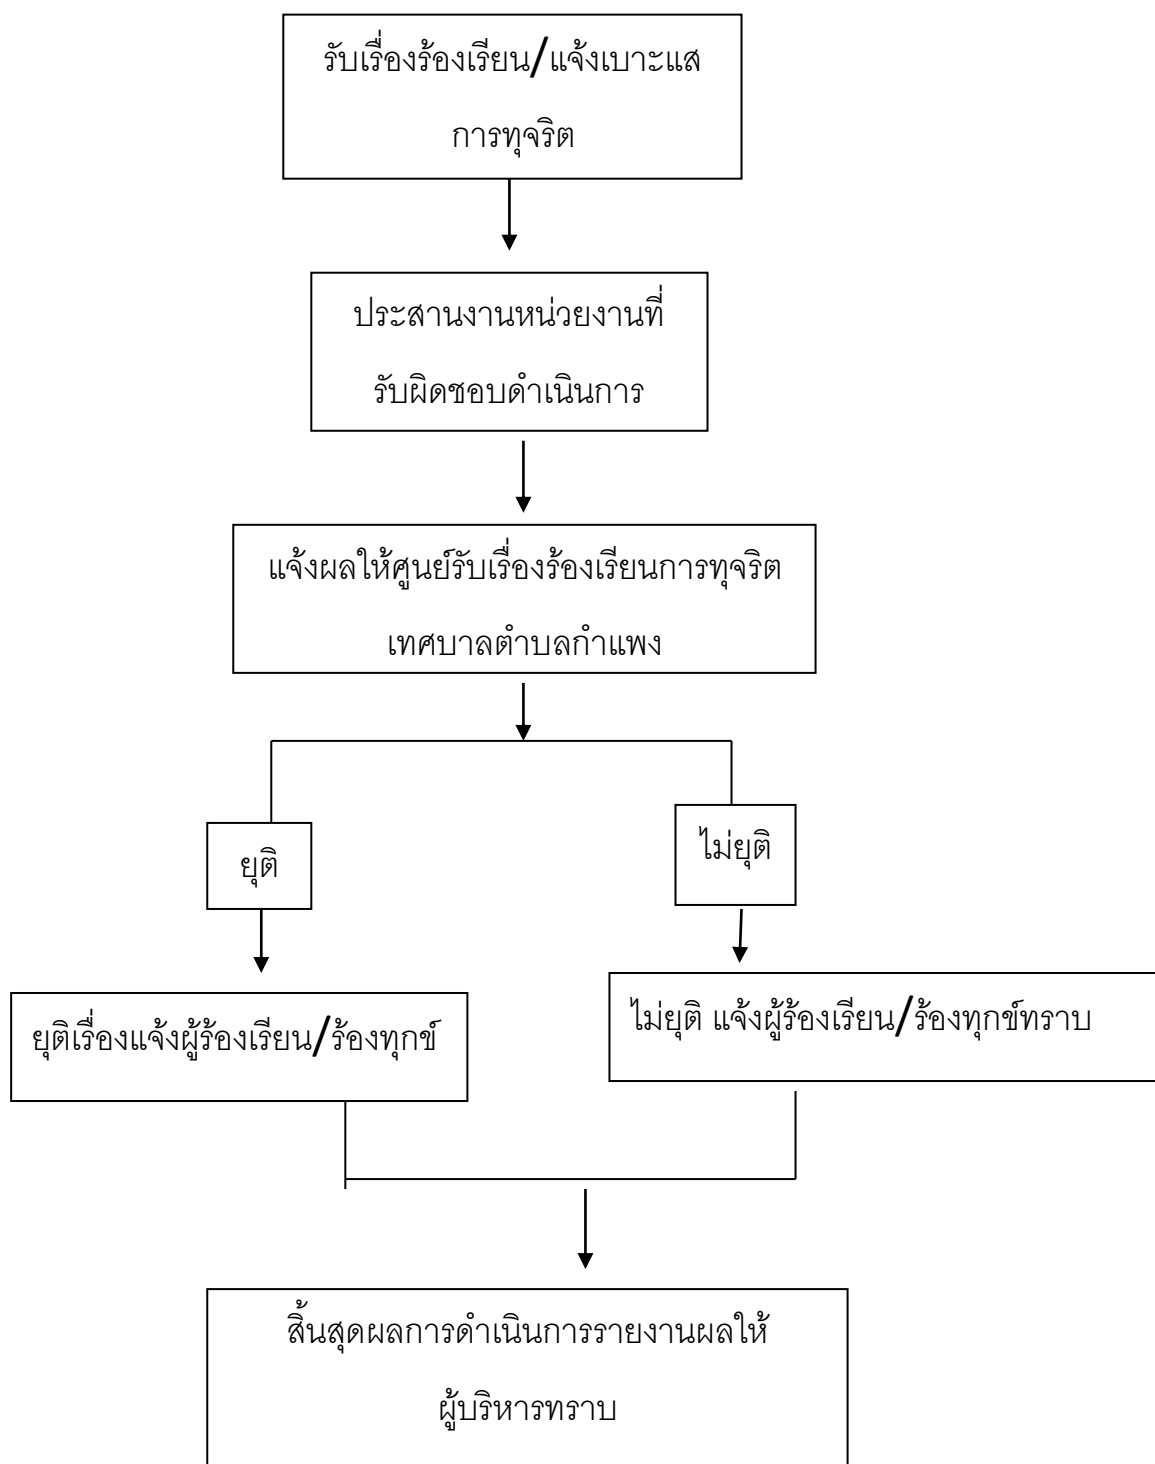 รับเรื่องร้องเรียน/แจ้งเบาะแส
การทุจริต
ประสานงานหน่วยงานที่
รับผิดชอบดำเนินการ
แจ้งผลให้ศูนย์รับเรื่องร้องเรียนการทุจริต
เทศบาลตำบลกำแพง
ยุติ
ไม่ยุติ
ยุติเรื่องแจ้งผู้ร้องเรียน/ร้องทุกข์
ไม่ยุติ แจ้งผู้ร้องเรียน/ร้องทุกข์ทราบ
สิ้นสุดผลการดำเนินการรายงานผลให้
ผู้บริหารทราบ